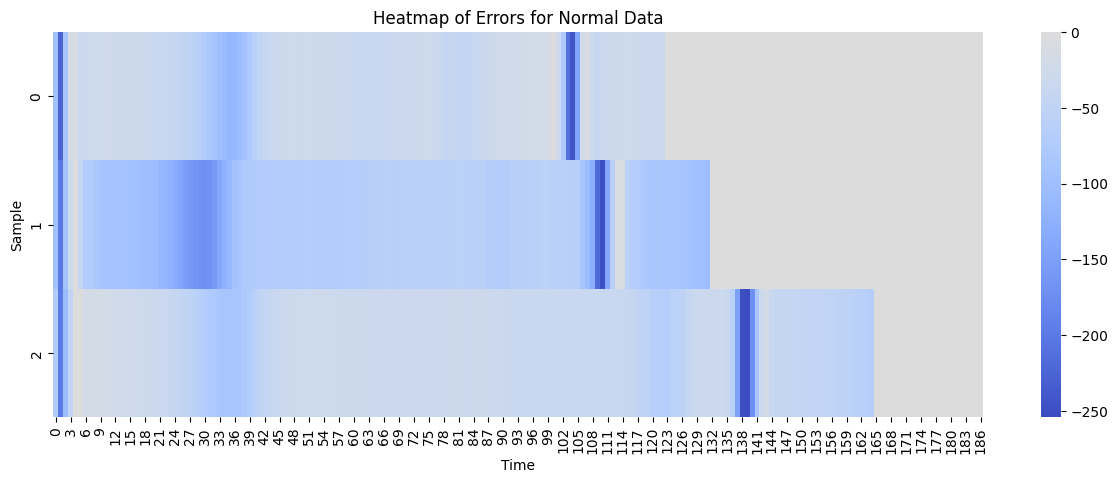 Heatmap of Errors for Normal Data
Sample
0
1
2
0 3 6 9 12 15 18 21 24 27 30 33 36 39 42 45 48 51 54 57 60 63 66 69 72 75 78 81 84 87 90 93 96 99 102 105 108 111 114 117 120 123 126 129 132 135 138 141 144 147 150 153 156 159 162 165 168 171 174 177 180 183 186
Time
0
−50
−100
−150
−200
−250